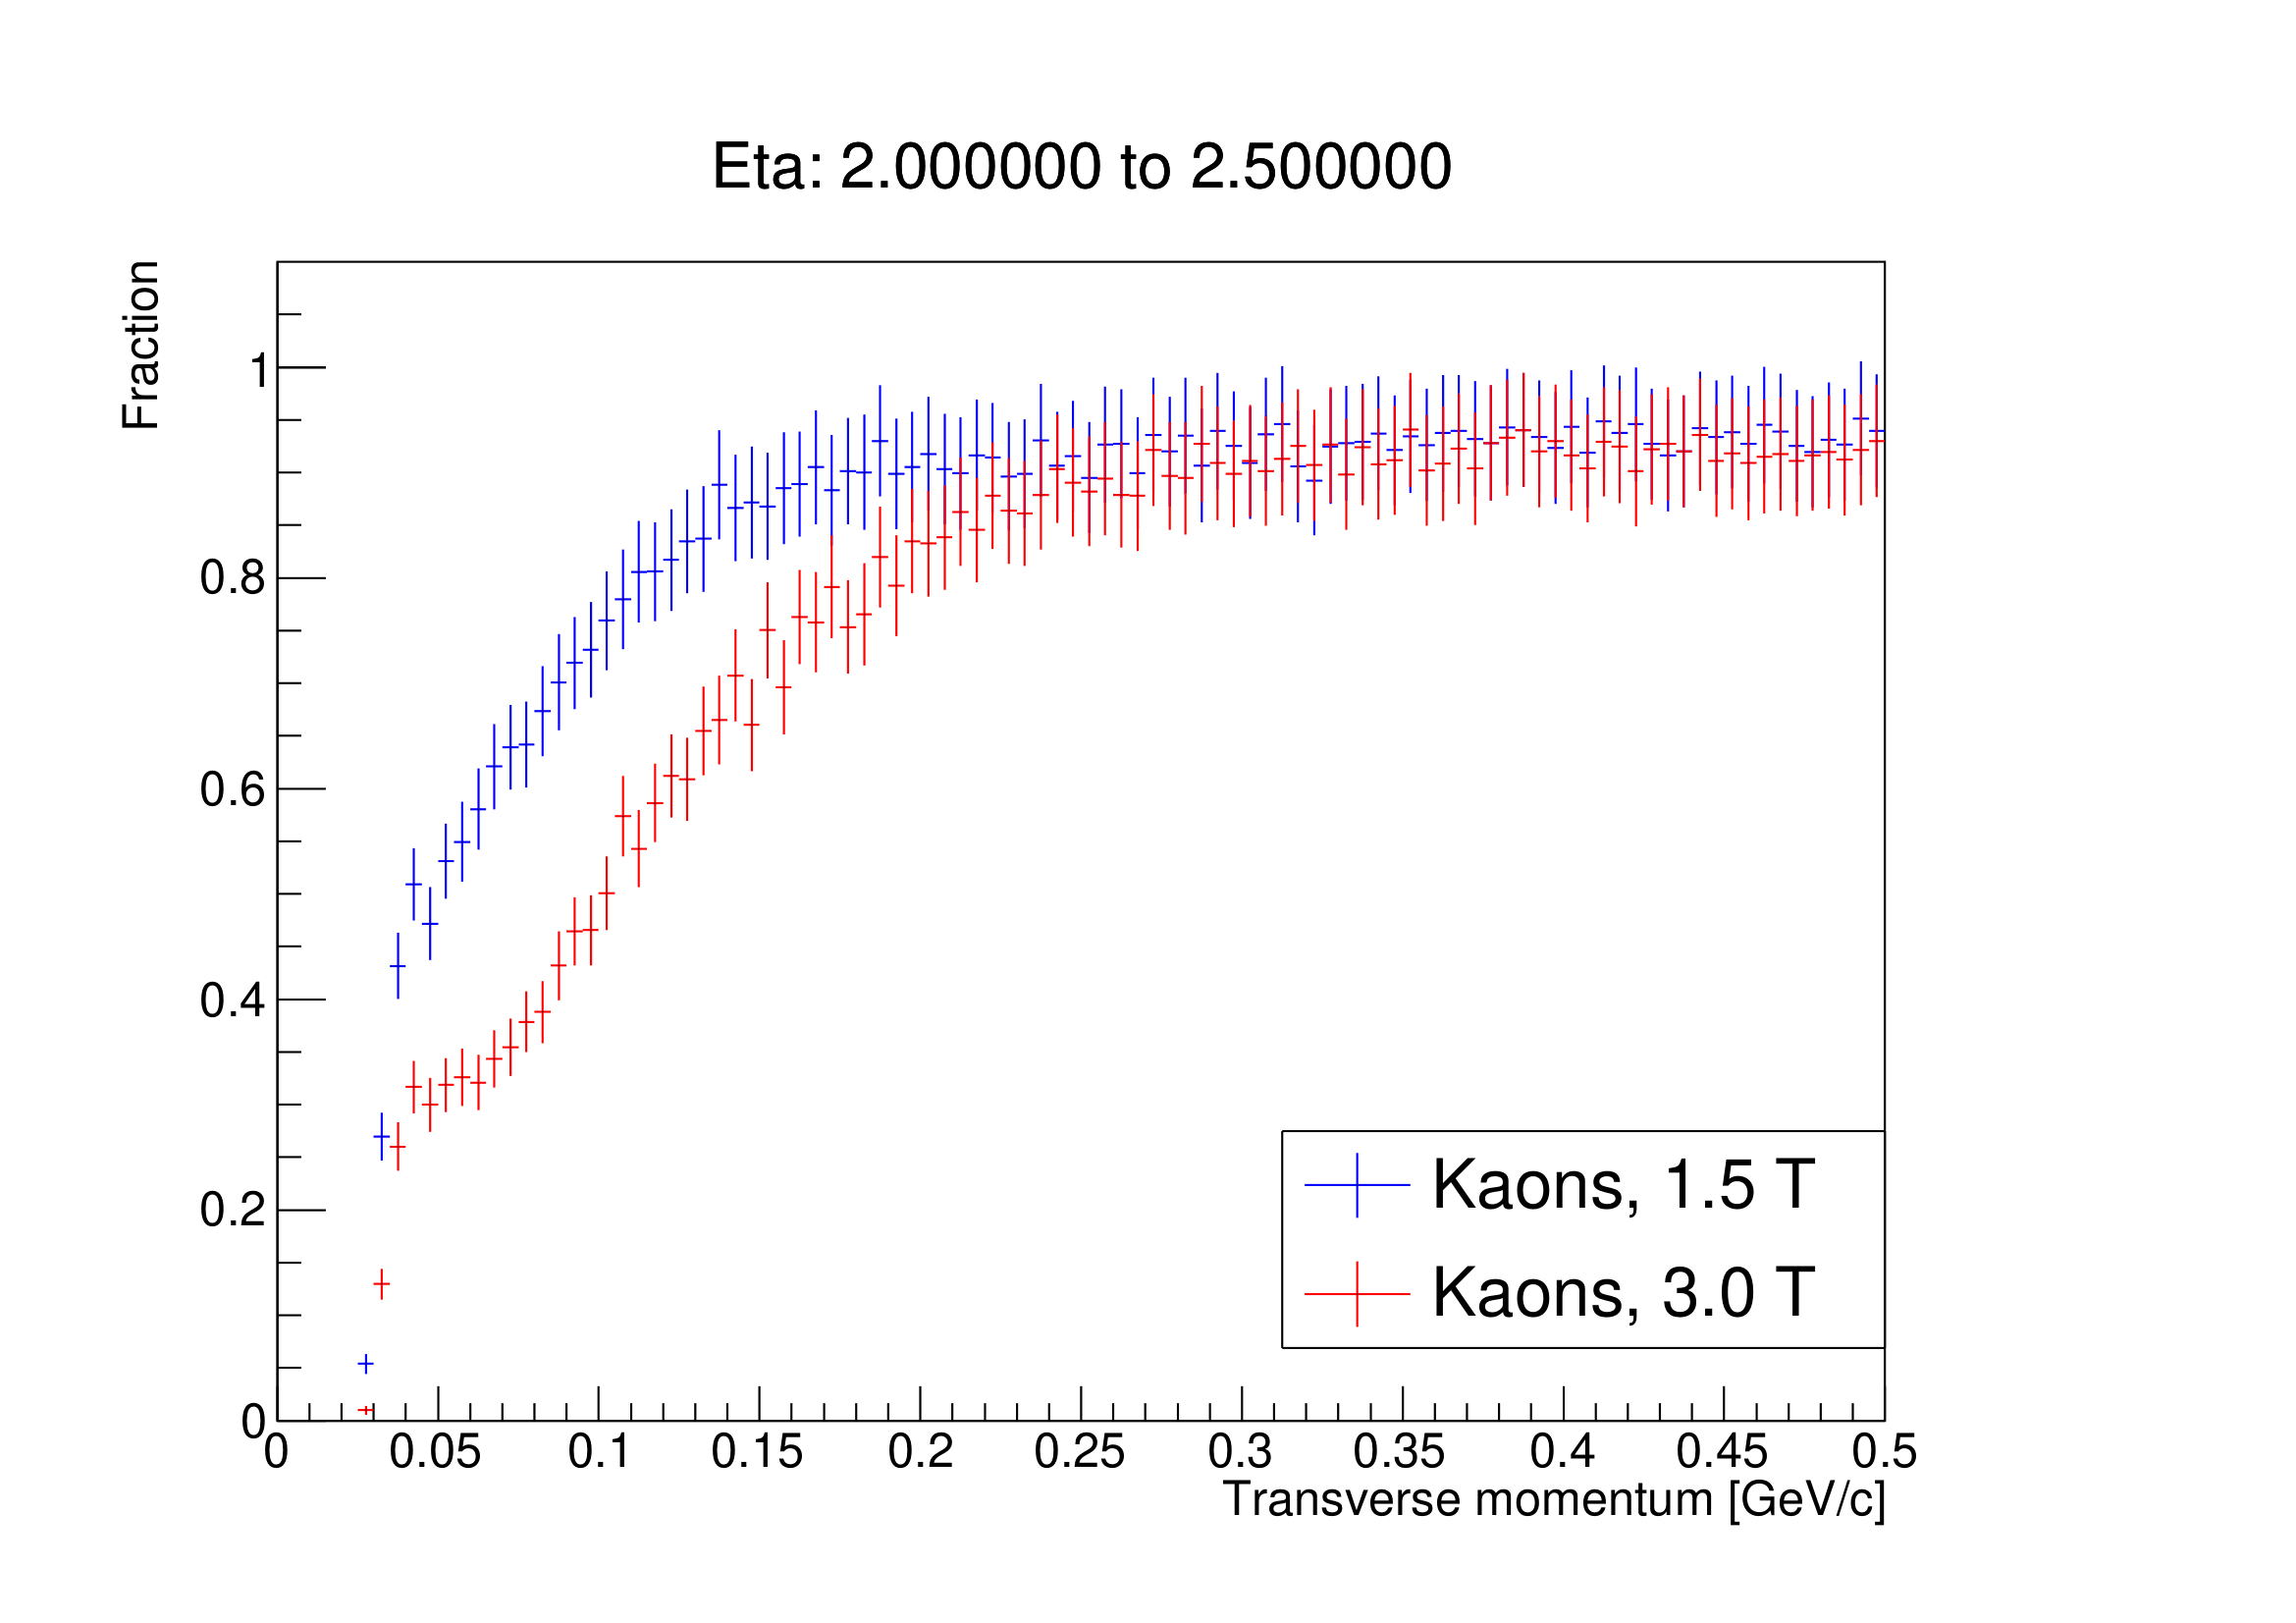 Eta: 2.000000 to 2.500000
Fraction
1
0.8
0.6
0.4
0.2
0
Kaons, 1.5 T
Kaons, 3.0 T
0 0.05 0.1 0.15 0.2 0.25 0.3 0.35 0.4 0.45 0.5
Transverse momentum [GeV/c]